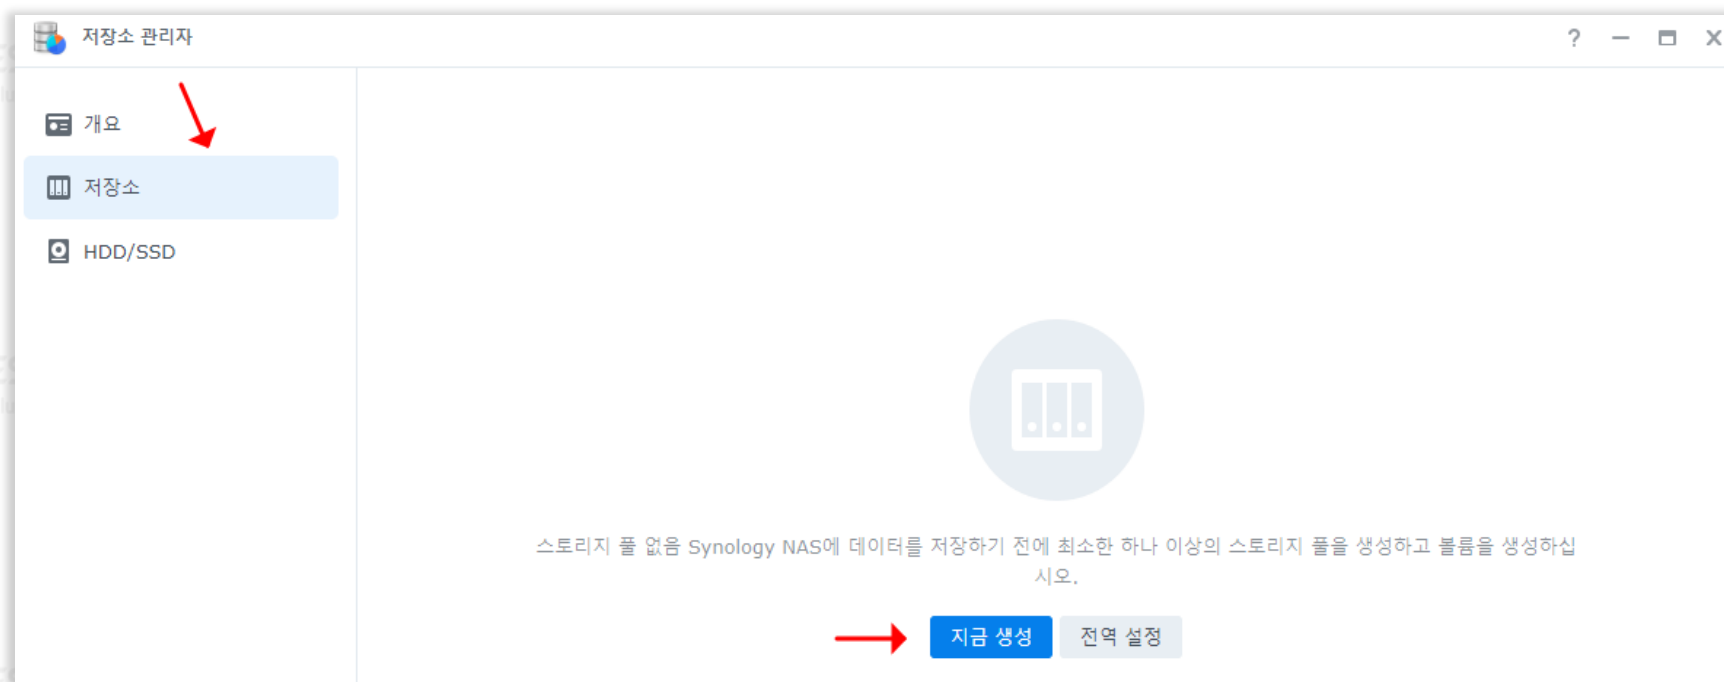 저장소 관리자
개요
저장소
HDD/SSD
스토리지 풀 없음 Synology NAS에 데이터를 저장하기 전에 최소한 하나 이상의 스토리지 풀을 생성하고 볼륨을 생성하십
시오.
지금 생성
전역 설정